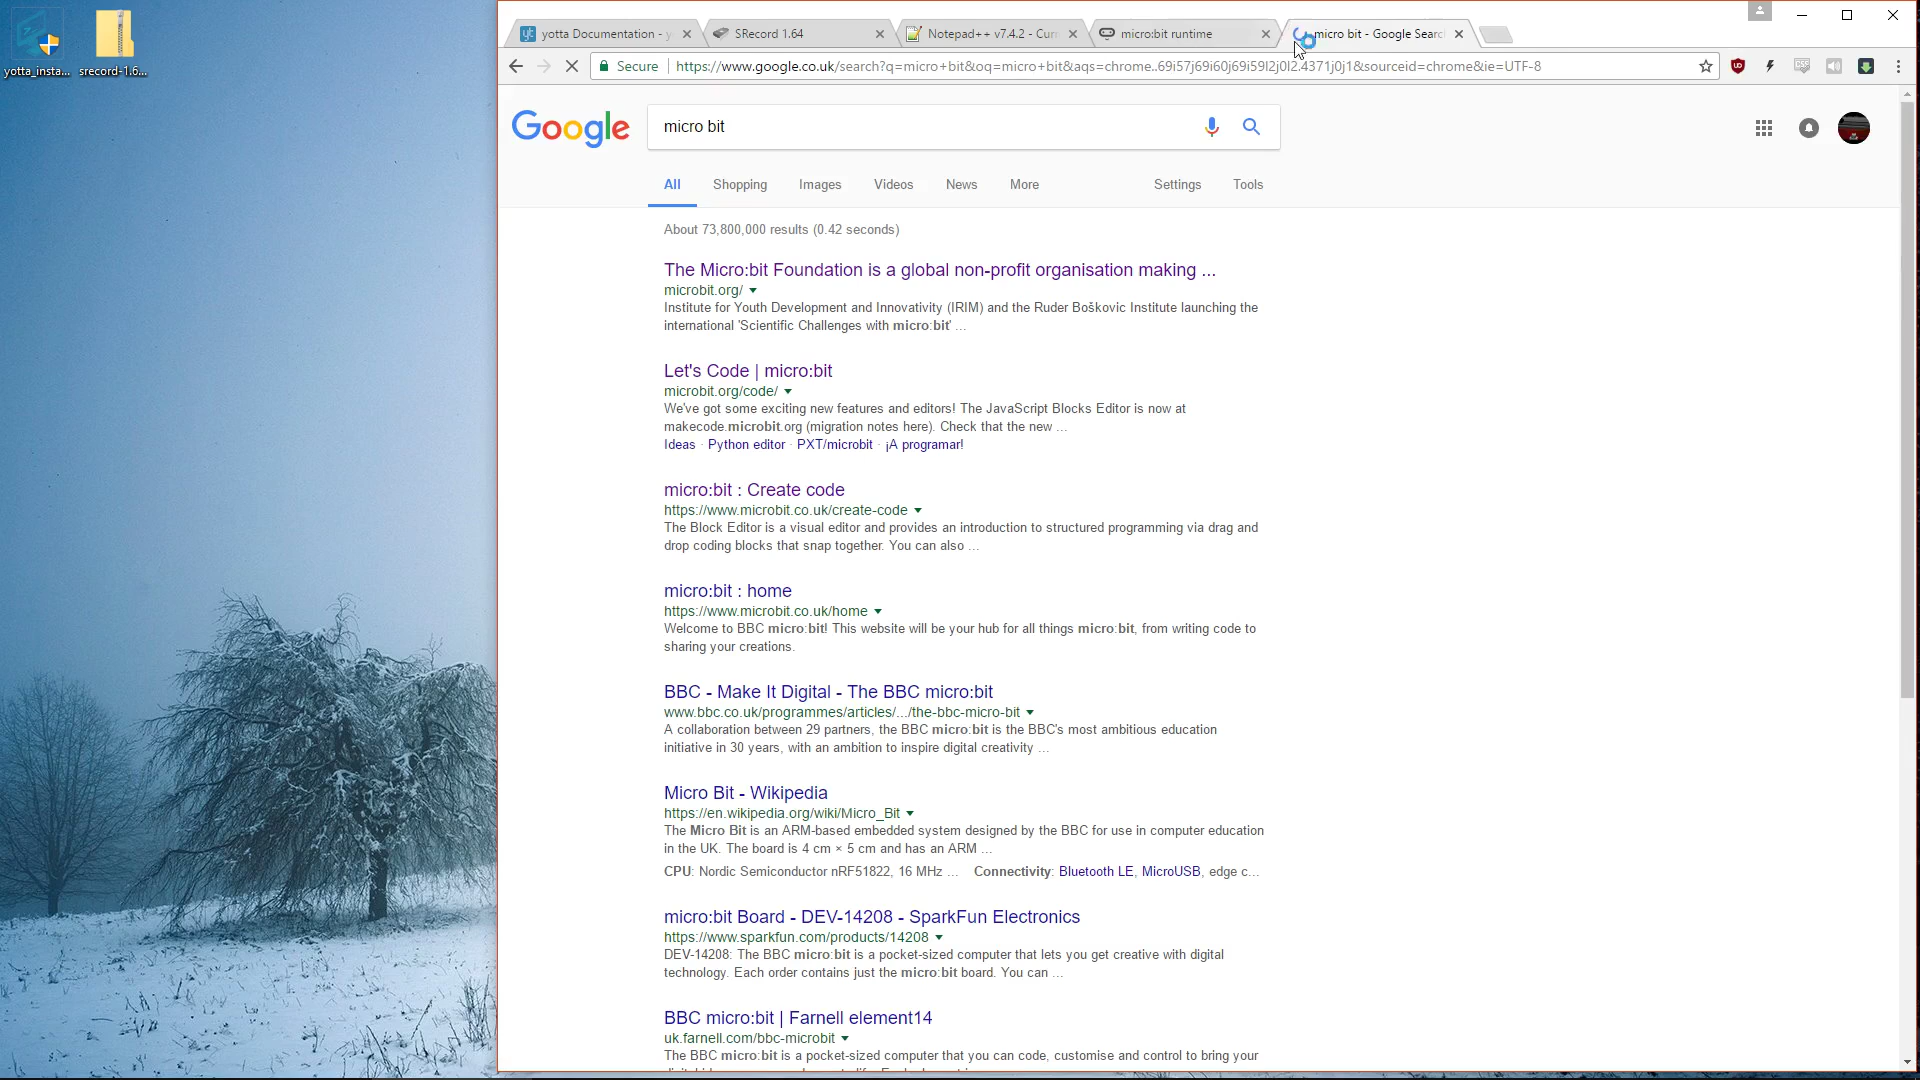 yotta Documentation - y
SRecord 1.64
Notepad++ v7.4.2 - Curr
micro:bit runtime
micro bit - Google Searc
Secure
https://www.google.co.uk/search?q=micro+bit&oq=micro+bit&aqs=chrome..69i57j69i60j69i59l2j0l2.4371j0j1&sourceid=chrome&ie=UTF-8
yotta_insta...
srecord-1.6...
Google
micro bit
All
Shopping
Images
Videos
News
More
Settings
Tools
About 73,800,000 results (0.42 seconds)
The Micro:bit Foundation is a global non-profit organisation making ...
microbit.org/
Institute for Youth Development and Innovativity (IRIM) and the Ruder Boškovic Institute launching the
international 'Scientific Challenges with micro:bit' ...
Let's Code | micro:bit
microbit.org/code/
We've got some exciting new features and editors! The JavaScript Blocks Editor is now at
makecode.microbit.org (migration notes here). Check that the new ...
Ideas · Python editor · PXT/microbit · ¡A programar!
micro:bit : Create code
https://www.microbit.co.uk/create-code
The Block Editor is a visual editor and provides an introduction to structured programming via drag and
drop coding blocks that snap together. You can also ...
micro:bit : home
https://www.microbit.co.uk/home
Welcome to BBC micro:bit! This website will be your hub for all things micro:bit, from writing code to
sharing your creations.
BBC - Make It Digital - The BBC micro:bit
www.bbc.co.uk/programmes/articles/.../the-bbc-micro-bit
A collaboration between 29 partners, the BBC micro:bit is the BBC's most ambitious education
initiative in 30 years, with an ambition to inspire digital creativity ...
Micro Bit - Wikipedia
https://en.wikipedia.org/wiki/Micro_Bit
The Micro Bit is an ARM-based embedded system designed by the BBC for use in computer education
in the UK. The board is 4 cm × 5 cm and has an ARM ...
CPU: Nordic Semiconductor nRF51822, 16 MHz ... Connectivity: Bluetooth LE, MicroUSB, edge c...
micro:bit Board - DEV-14208 - SparkFun Electronics
https://www.sparkfun.com/products/14208
DEV-14208: The BBC micro:bit is a pocket-sized computer that lets you get creative with digital
technology. Each order contains just the micro:bit board. You can ...
BBC micro:bit | Farnell element14
uk.farnell.com/bbc-microbit
The BBC micro:bit is a pocket-sized computer that you can code, customise and control to bring your